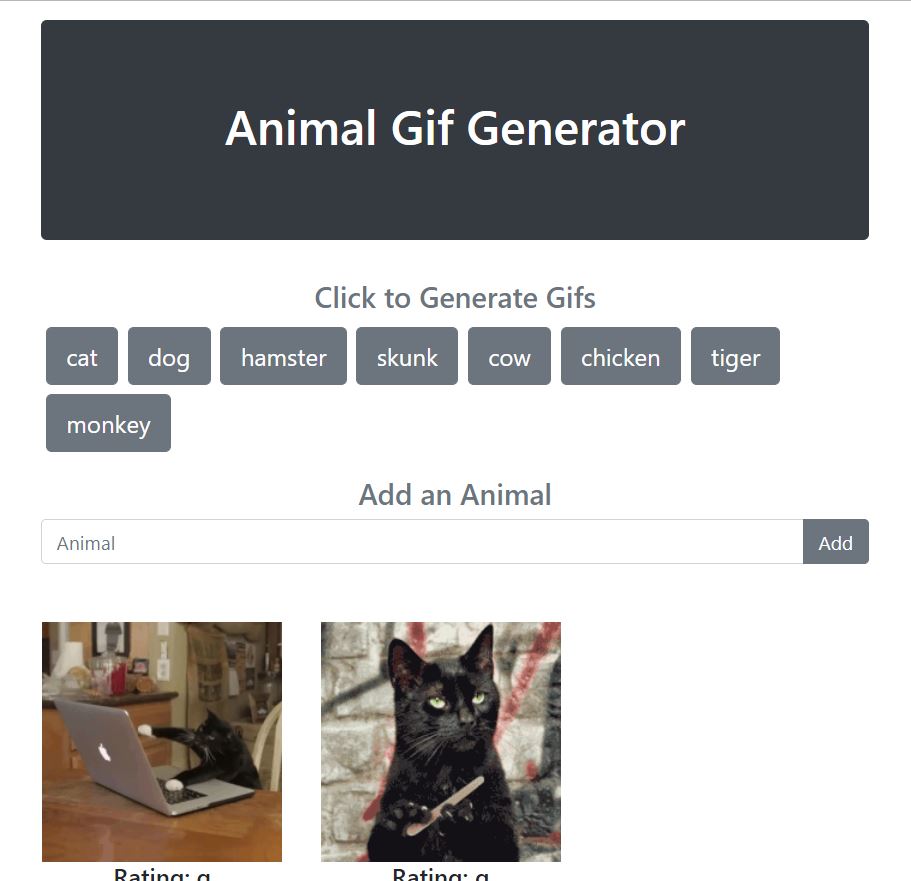 Animal Gif Generator
Click to Generate Gifs
cat dog hamster skunk cow chicken tiger
monkey
Add an Animal
Animal Add
Rating: g Rating: g